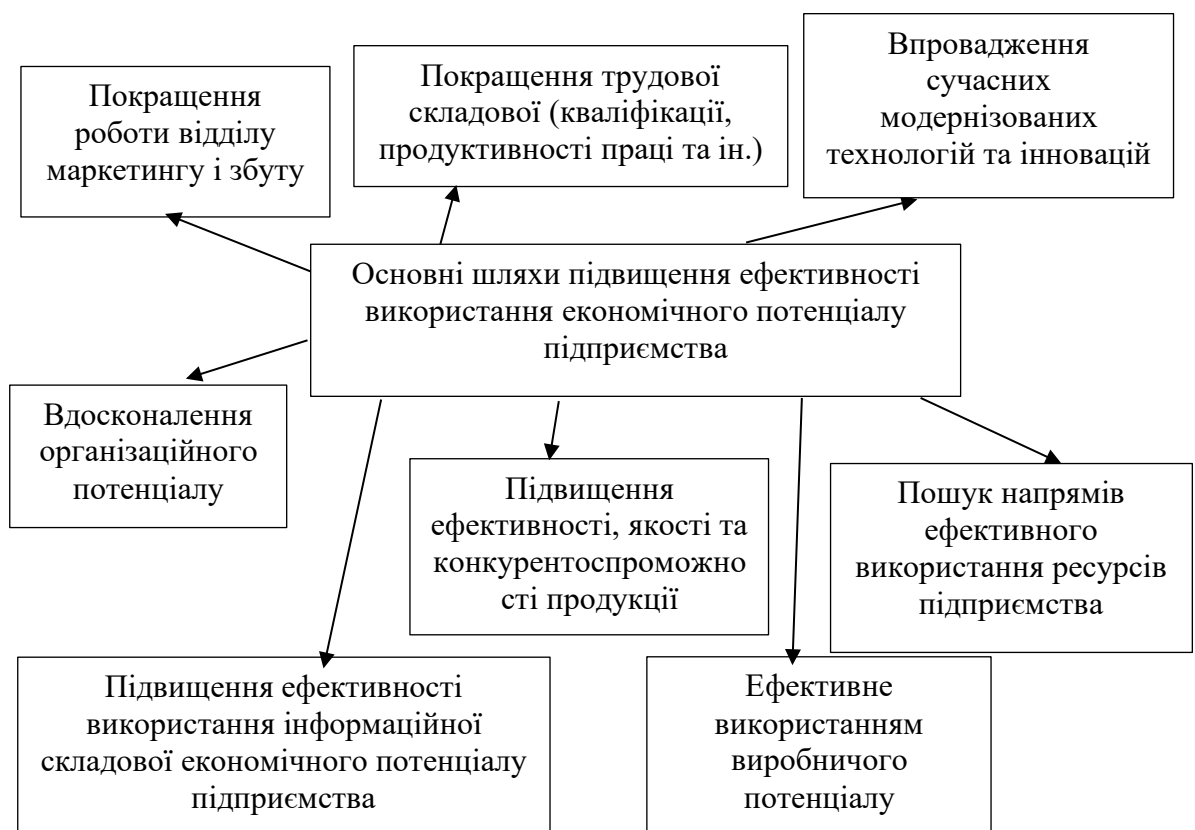 Покращення
роботи відділу
маркетингу і збуту
Покращення трудової
складової (кваліфікації,
продуктивності праці та ін.)
Впровадження
сучасних
модернізованих
технологій та інновацій
Основні шляхи підвищення ефективності
використання економічного потенціалу
підприємства
Вдосконалення
організаційного
потенціалу
Підвищення
ефективності, якості та
конкурентоспроможно
сті продукції
Пошук напрямів
ефективного
використання ресурсів
підприємства
Підвищення ефективності
використання інформаційної
складової економічного потенціалу
підприємства
Ефективне
використанням
виробничого
потенціалу